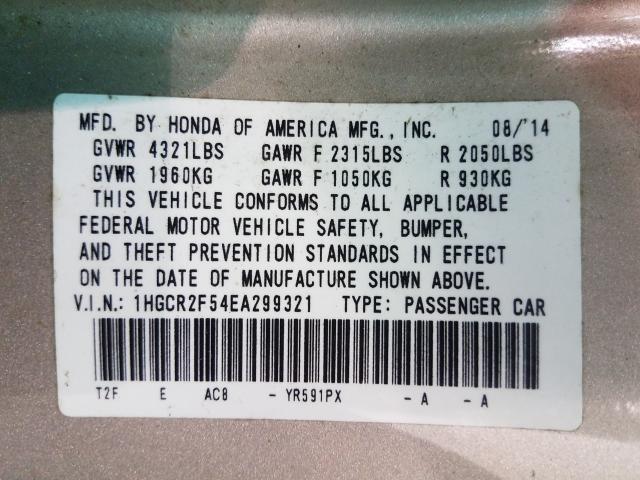 MFD. BY HONDA OF AMERICA MFG., INC. 08/'14
GVWR 4321LBS GAWR F 2315LBS R 2050LBS
GVWR 1960KG GAWR F 1050KG R 930KG
THIS VEHICLE CONFORMS TO ALL APPLICABLE
FEDERAL MOTOR VEHICLE SAFETY, BUMPER,
AND THEFT PREVENTION STANDARDS IN EFFECT
ON THE DATE OF MANUFACTURE SHOWN ABOVE.
V.I.N.: 1HGCR2F54EA299321 TYPE: PASSENGER CAR
T2F E AC8 - YR591PX - A - A